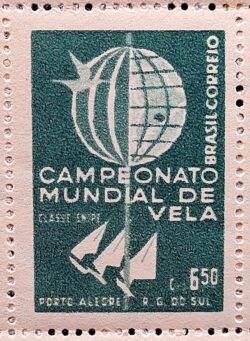 BRASIL CORREIO
CAMPEONATO
MUNDIAL DE
VELA
CLASSE SNIPE
C 6,50
PORTO ALEGRE R. G. DO SUL